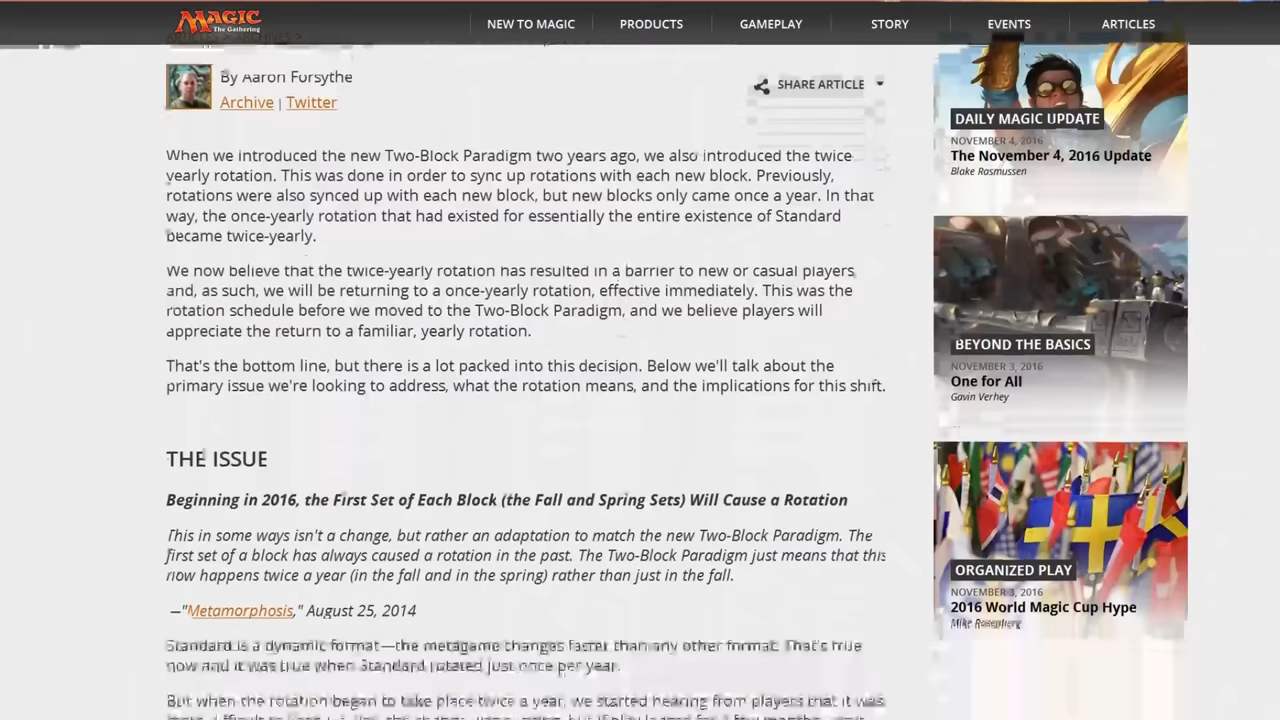 MAGIC
The Gathering
NEW TO MAGIC
PRODUCTS
GAMEPLAY
STORY
EVENTS
ARTICLES
By Aaron Forsythe
Archive | Twitter
SHARE ARTICLE
When we introduced the new Two-Block Paradigm two years ago, we also introduced the twice
yearly rotation. This was done in order to sync up rotations with each new block. Previously,
rotations were also synced up with each new block, but new blocks only came once a year. In that
way, the once-yearly rotation that had existed for essentially the entire existence of Standard
became twice-yearly.
We now believe that the twice-yearly rotation has resulted in a barrier to new or casual players
and, as such, we will be returning to a once-yearly rotation, effective immediately. This was the
rotation schedule before we moved to the Two-Block Paradigm, and we believe players will
appreciate the return to a familiar, yearly rotation.
That's the bottom line, but there is a lot packed into this decision. Below we'll talk about the
primary issue we're looking to address, what the rotation means, and the implications for this shift.
THE ISSUE
Beginning in 2016, the First Set of Each Block (the Fall and Spring Sets) Will Cause a Rotation
This in some ways isn't a change, but rather an adaptation to match the new Two-Block Paradigm. The
first set of a block has always caused a rotation in the past. The Two-Block Paradigm just means that this
now happens twice a year (in the fall and in the spring) rather than just in the fall.
—"Metamorphosis," August 25, 2014
Standard is a dynamic format—the metagame changes faster than any other format. That's true
now and it was true when Standard rotated just once per year.
But when the rotation began to take place twice a year, we started hearing from players that it was
DAILY MAGIC UPDATE
NOVEMBER 4, 2016
The November 4, 2016 Update
Blake Rasmussen
BEYOND THE BASICS
NOVEMBER 3, 2016
One for All
Gavin Verhey
ORGANIZED PLAY
NOVEMBER 3, 2016
2016 World Magic Cup Hype
Mike Rosenberg